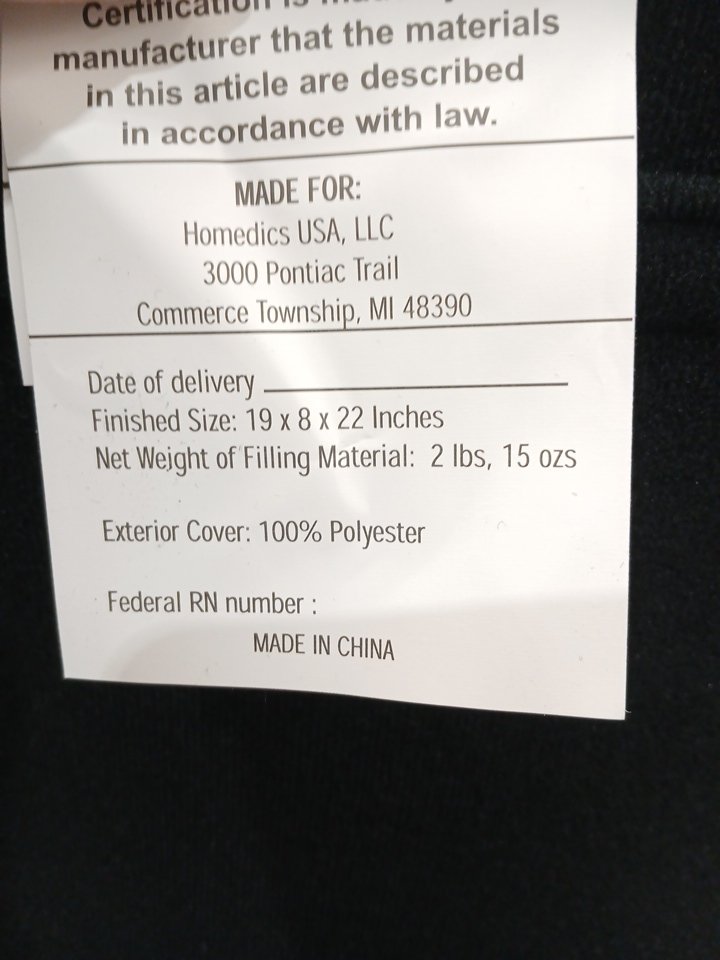 Certification is
manufacturer that the materials
in this article are described
in accordance with law.
MADE FOR:
Homedics USA, LLC
3000 Pontiac Trail
Commerce Township, MI 48390
Date of delivery
Finished Size: 19 x 8 x 22 Inches
Net Weight of Filling Material: 2 lbs, 15 ozs
Exterior Cover: 100% Polyester
Federal RN number :
MADE IN CHINA